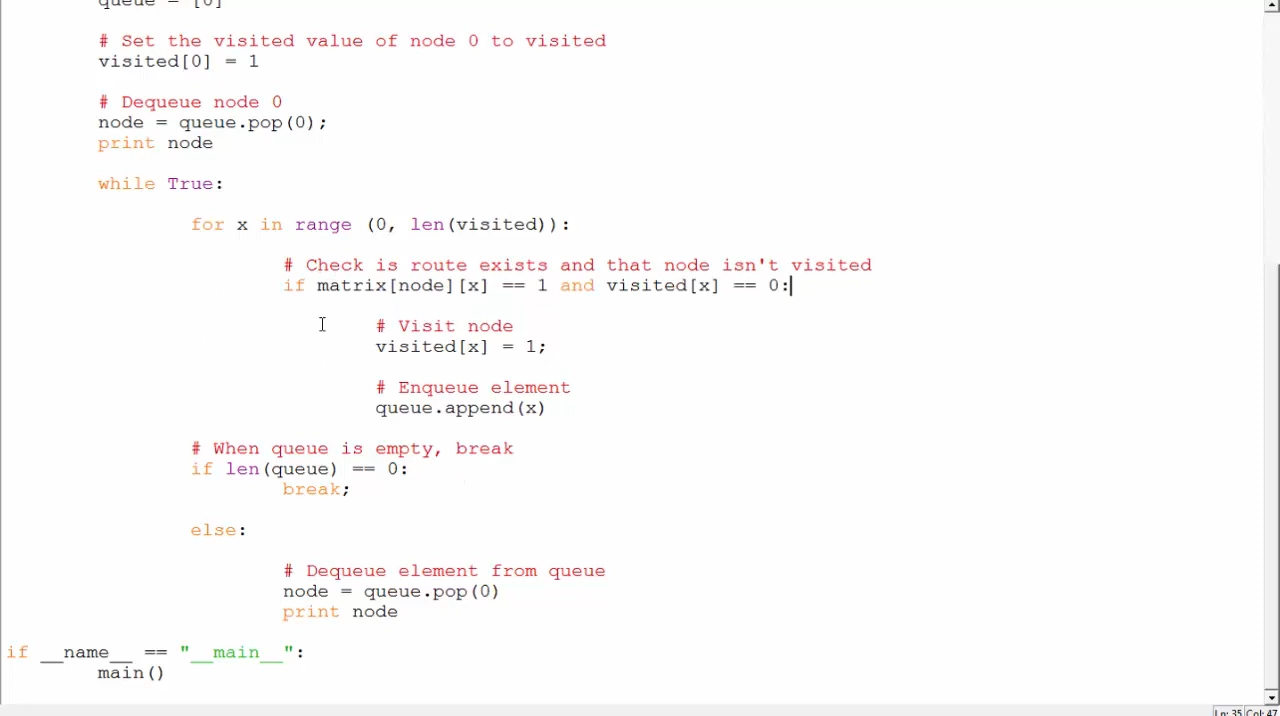 queue = [0]
# Set the visited value of node 0 to visited
visited[0] = 1
# Dequeue node 0
node = queue.pop(0);
print node
while True:
for x in range (0, len(visited)):
# Check is route exists and that node isn't visited
if matrix[node][x] == 1 and visited[x] == 0:
# Visit node
visited[x] = 1;
# Enqueue element
queue.append(x)
# When queue is empty, break
if len(queue) == 0:
break;
else:
# Dequeue element from queue
node = queue.pop(0)
print node
if __name__ == "__main__":
main()
Ln: 35 Col: 47